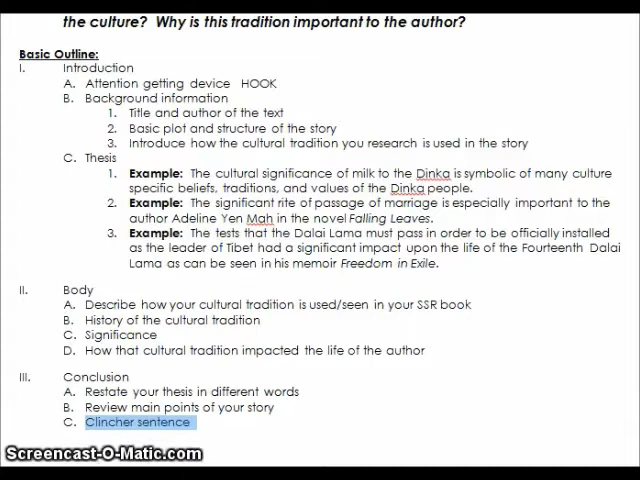 the culture? Why is this tradition important to the author?
Basic Outline:
I. Introduction
A. Attention getting device HOOK
B. Background information
1. Title and author of the text
2. Basic plot and structure of the story
3. Introduce how the cultural tradition you research is used in the story
C. Thesis
1. Example: The cultural significance of milk to the Dinka is symbolic of many culture
specific beliefs, traditions, and values of the Dinka people.
2. Example: The significant rite of passage of marriage is especially important to the
author Adeline Yen Mah in the novel Falling Leaves.
3. Example: The tests that the Dalai Lama must pass in order to be officially installed
as the leader of Tibet had a significant impact upon the life of the Fourteenth Dalai
Lama as can be seen in his memoir Freedom in Exile.
II. Body
A. Describe how your cultural tradition is used/seen in your SSR book
B. History of the cultural tradition
C. Significance
D. How that cultural tradition impacted the life of the author
III. Conclusion
A. Restate your thesis in different words
B. Review main points of your story
C. Clincher sentence
Screencast-O-Matic.com